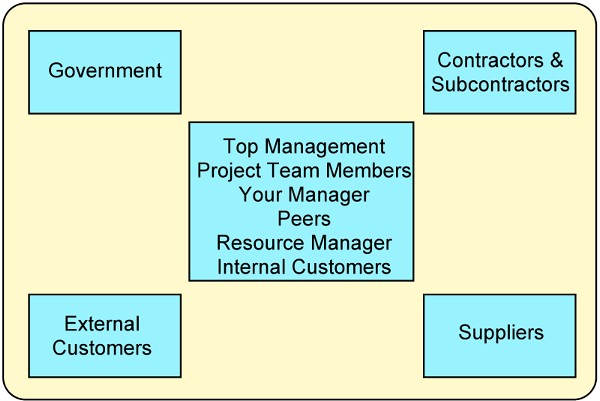 Government
Contractors &
Subcontractors
Top Management
Project Team Members
Your Manager
Peers
Resource Manager
Internal Customers
External
Customers
Suppliers